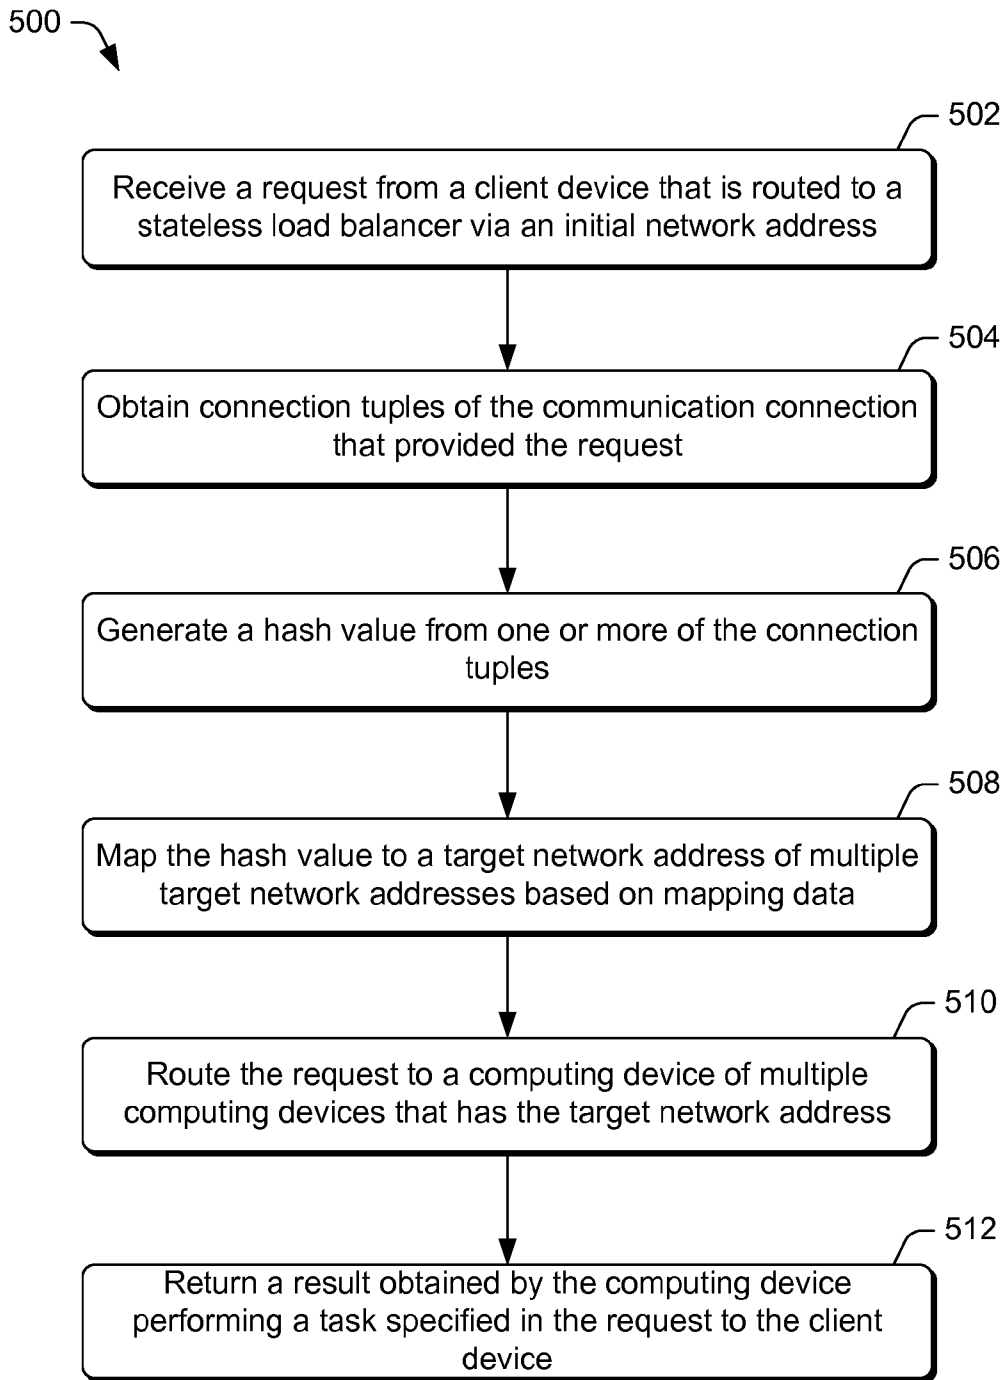 500
502
Receive a request from a client device that is routed to a
stateless load balancer via an initial network address
504
Obtain connection tuples of the communication connection
that provided the request
506
Generate a hash value from one or more of the connection
tuples
508
Map the hash value to a target network address of multiple
target network addresses based on mapping data
510
Route the request to a computing device of multiple
computing devices that has the target network address
512
Return a result obtained by the computing device
performing a task specified in the request to the client
device